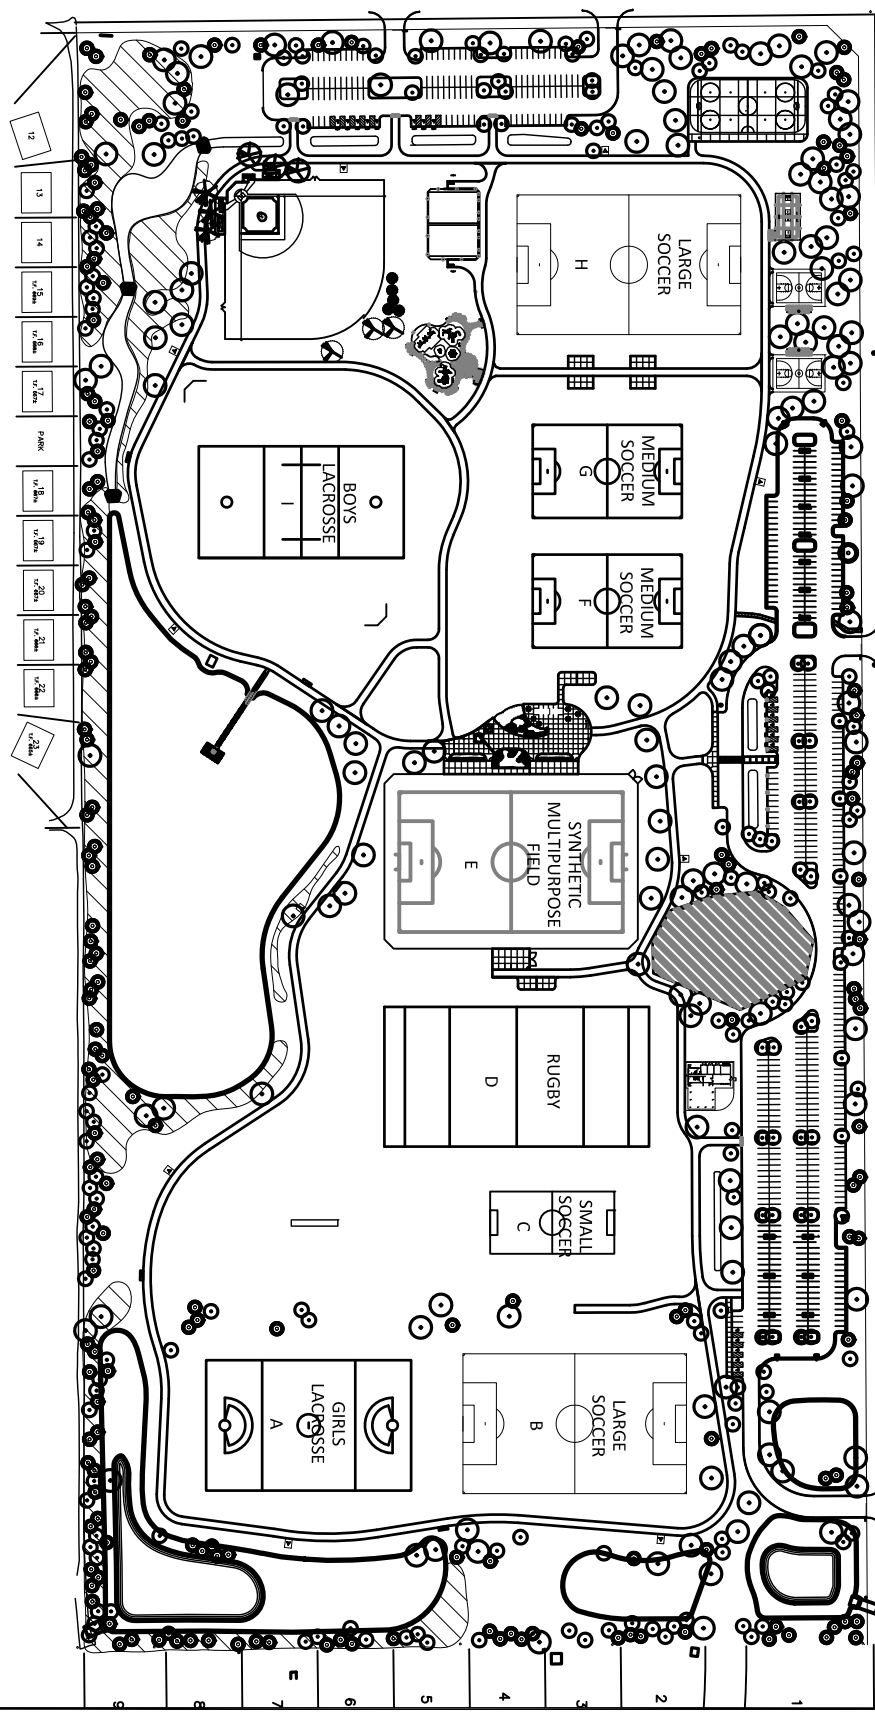 12
13
14
15
16
17
PARK
18
19
20
21
22
23
LARGE
SOCCER
H
MEDIUM
SOCCER
G
BOYS
LACROSSE
I
MEDIUM
SOCCER
F
SYNTHETIC
MULTIPURPOSE
FIELD
E
RUGBY
D
SMALL
SOCCER
C
GIRLS
LACROSSE
A
LARGE
SOCCER
B
9
8
7
6
5
4
3
2
1